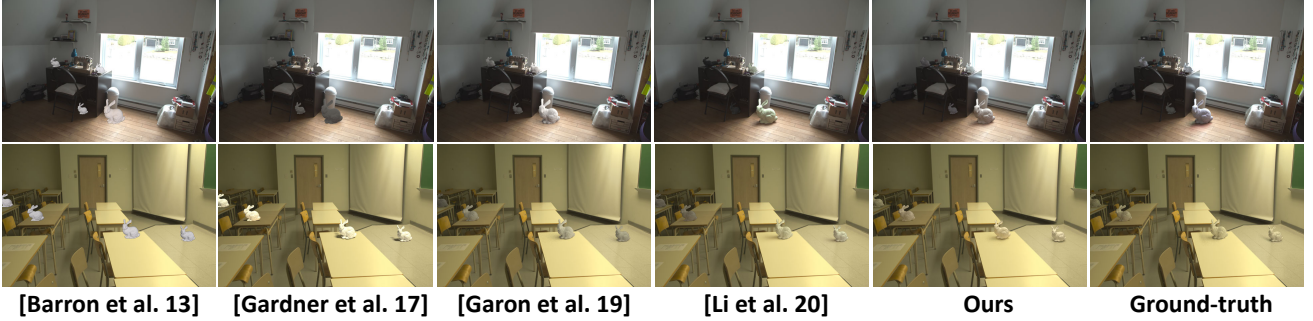 [Barron et al. 13] [Gardner et al. 17] [Garon et al. 19] [Li et al. 20] Ours Ground-truth